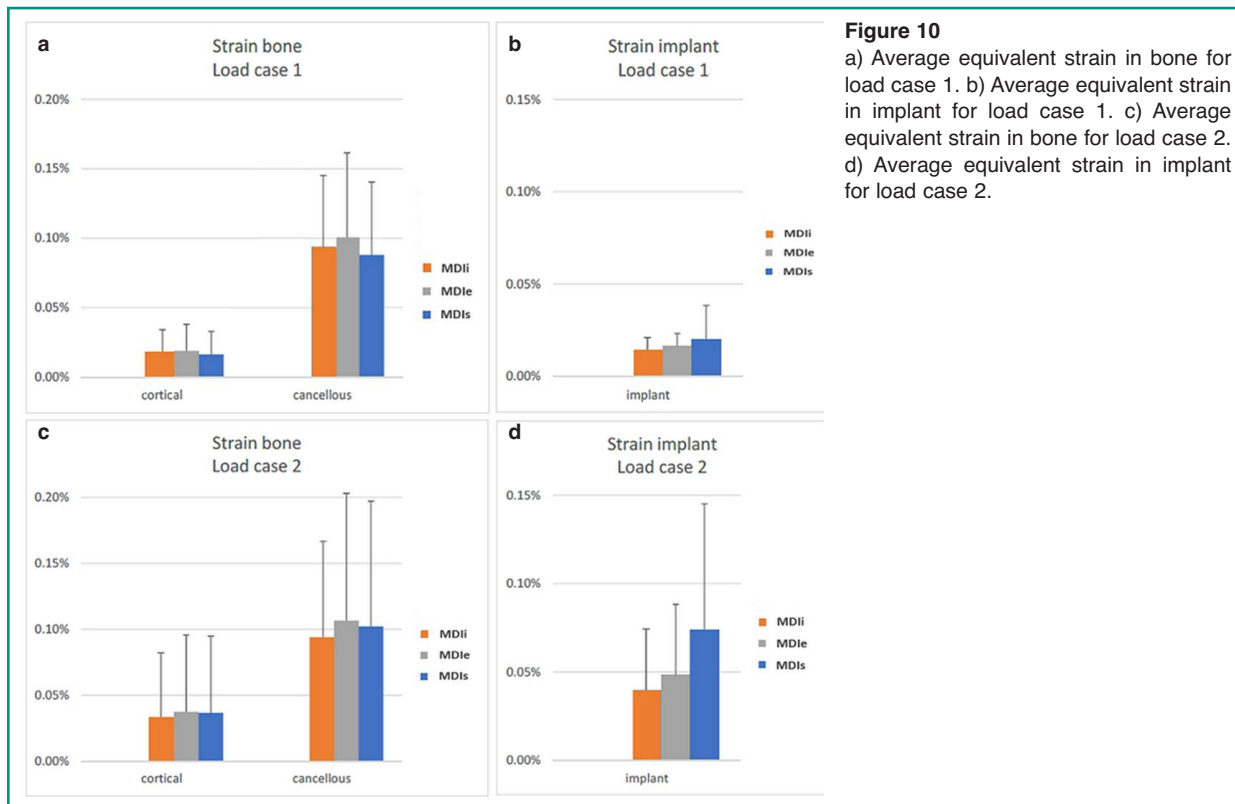 a
Strain bone
Load case 1
0.20%
0.15%
0.10%
0.05%
0.00%
cortical
cancellous
MDIi
MDIe
MDIs
b
Strain implant
Load case 1
0.15%
0.10%
0.05%
0.00%
implant
MDIi
MDIe
MDIs
c
Strain bone
Load case 2
0.20%
0.15%
0.10%
0.05%
0.00%
cortical
cancellous
MDIi
MDIe
MDIs
d
Strain implant
Load case 2
0.15%
0.10%
0.05%
0.00%
implant
MDIi
MDIe
MDIs
Figure 10
a) Average equivalent strain in bone for
load case 1. b) Average equivalent strain
in implant for load case 1. c) Average
equivalent strain in bone for load case 2.
d) Average equivalent strain in implant
for load case 2.